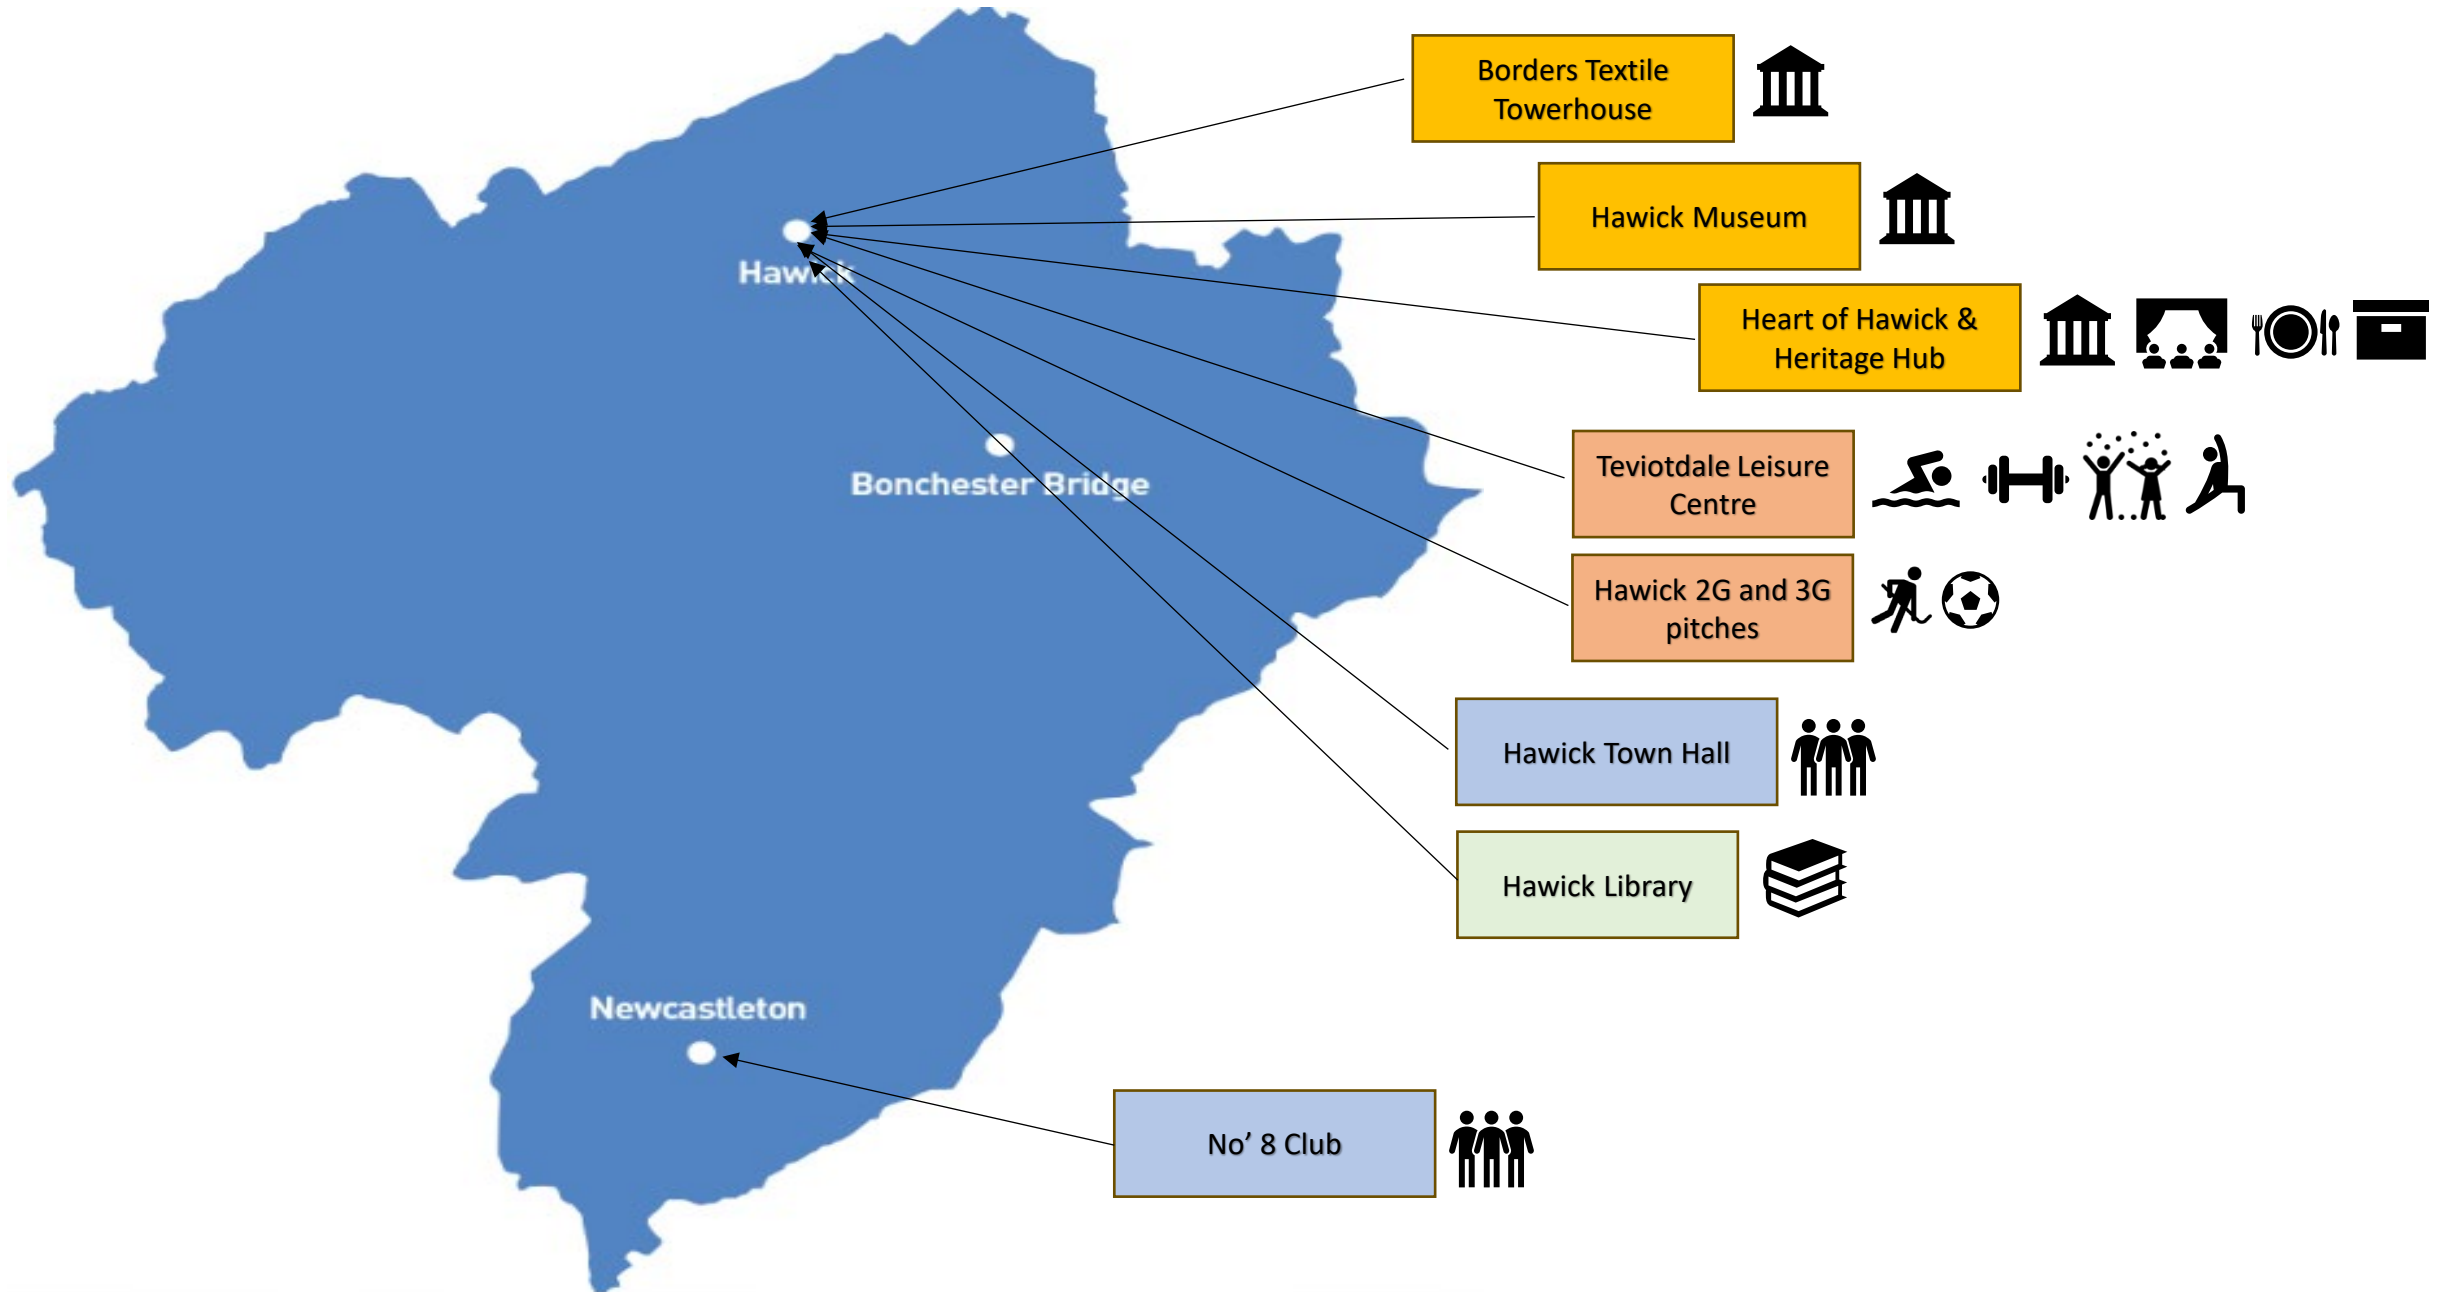 Borders Textile
Towerhouse
Hawick Museum
Hawick
Heart of Hawick &
Heritage Hub
Bonchester Bridge
Teviotdale Leisure
Centre
Hawick 2G and 3G
pitches
Hawick Town Hall
Hawick Library
Newcastleton
No’ 8 Club